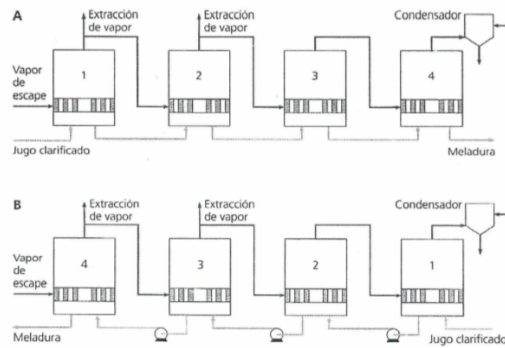 A
Extracción
de vapor
Extracción
de vapor
Condensador
1
2
3
4
Vapor
de
escape
Jugo clarificado
Meladura
B
Extracción
de vapor
Extracción
de vapor
Condensador
4
3
2
1
Vapor
de
escape
Meladura
Jugo clarificado